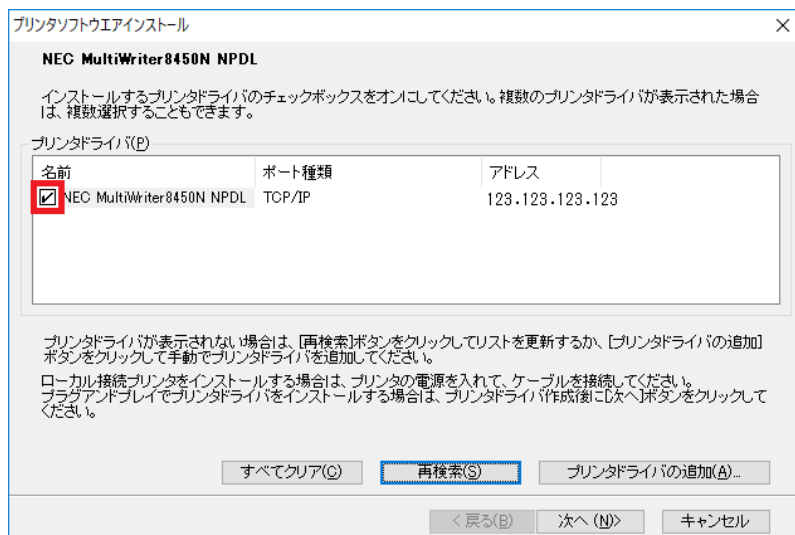 プリンタソフトウエアインストール
NEC MultiWriter8450N NPDL
インストールするプリンタドライバのチェックボックスをオンにしてください。複数のプリンタドライバが表示された場合
は、複数選択することもできます。
プリンタドライバ(P)
名前 ポート種類 アドレス
NEC MultiWriter8450N NPDL TCP/IP 123.123.123.123
プリンタドライバが表示されない場合は、[再検索]ボタンをクリックしてリストを更新するか、[プリンタドライバの追加]
ボタンをクリックして手動でプリンタドライバを追加してください。
ローカル接続プリンタをインストールする場合は、プリンタの電源を入れて、ケーブルを接続してください。
プラグアンドプレイでプリンタドライバをインストールする場合は、プリンタドライバ作成後に[次へ]ボタンをクリックして
ください。
すべてクリア(C) 再検索(S) プリンタドライバの追加(A)...
< 戻る(B) 次へ (N)> キャンセル